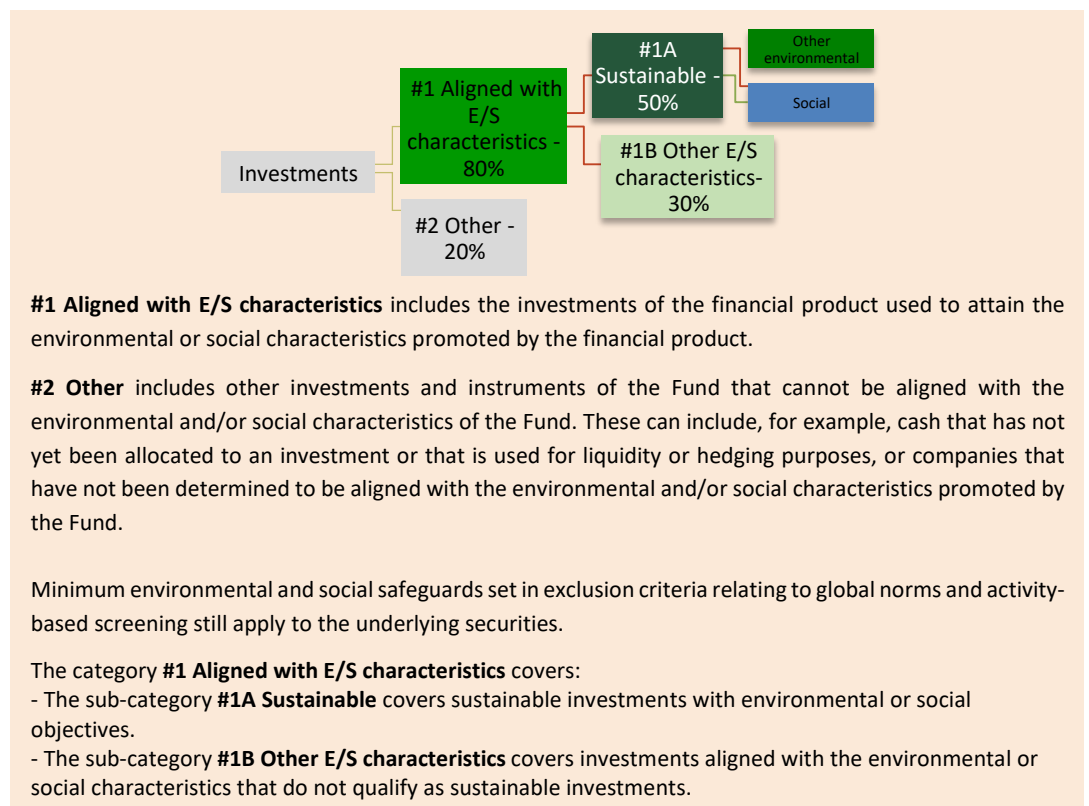 #1A
Sustainable -
50%
Other
environmental
Social
#1 Aligned with
E/S
characteristics -
80%
#1B Other E/S
characteristics-
30%
Investments
#2 Other -
20%
#1 Aligned with E/S characteristics includes the investments of the financial product used to attain the
environmental or social characteristics promoted by the financial product.
#2 Other includes other investments and instruments of the Fund that cannot be aligned with the
environmental and/or social characteristics of the Fund. These can include, for example, cash that has not
yet been allocated to an investment or that is used for liquidity or hedging purposes, or companies that
have not been determined to be aligned with the environmental and/or social characteristics promoted by
the Fund.
Minimum environmental and social safeguards set in exclusion criteria relating to global norms and activity-
based screening still apply to the underlying securities.
The category #1 Aligned with E/S characteristics covers:
- The sub-category #1A Sustainable covers sustainable investments with environmental or social
objectives.
- The sub-category #1B Other E/S characteristics covers investments aligned with the environmental or
social characteristics that do not qualify as sustainable investments.